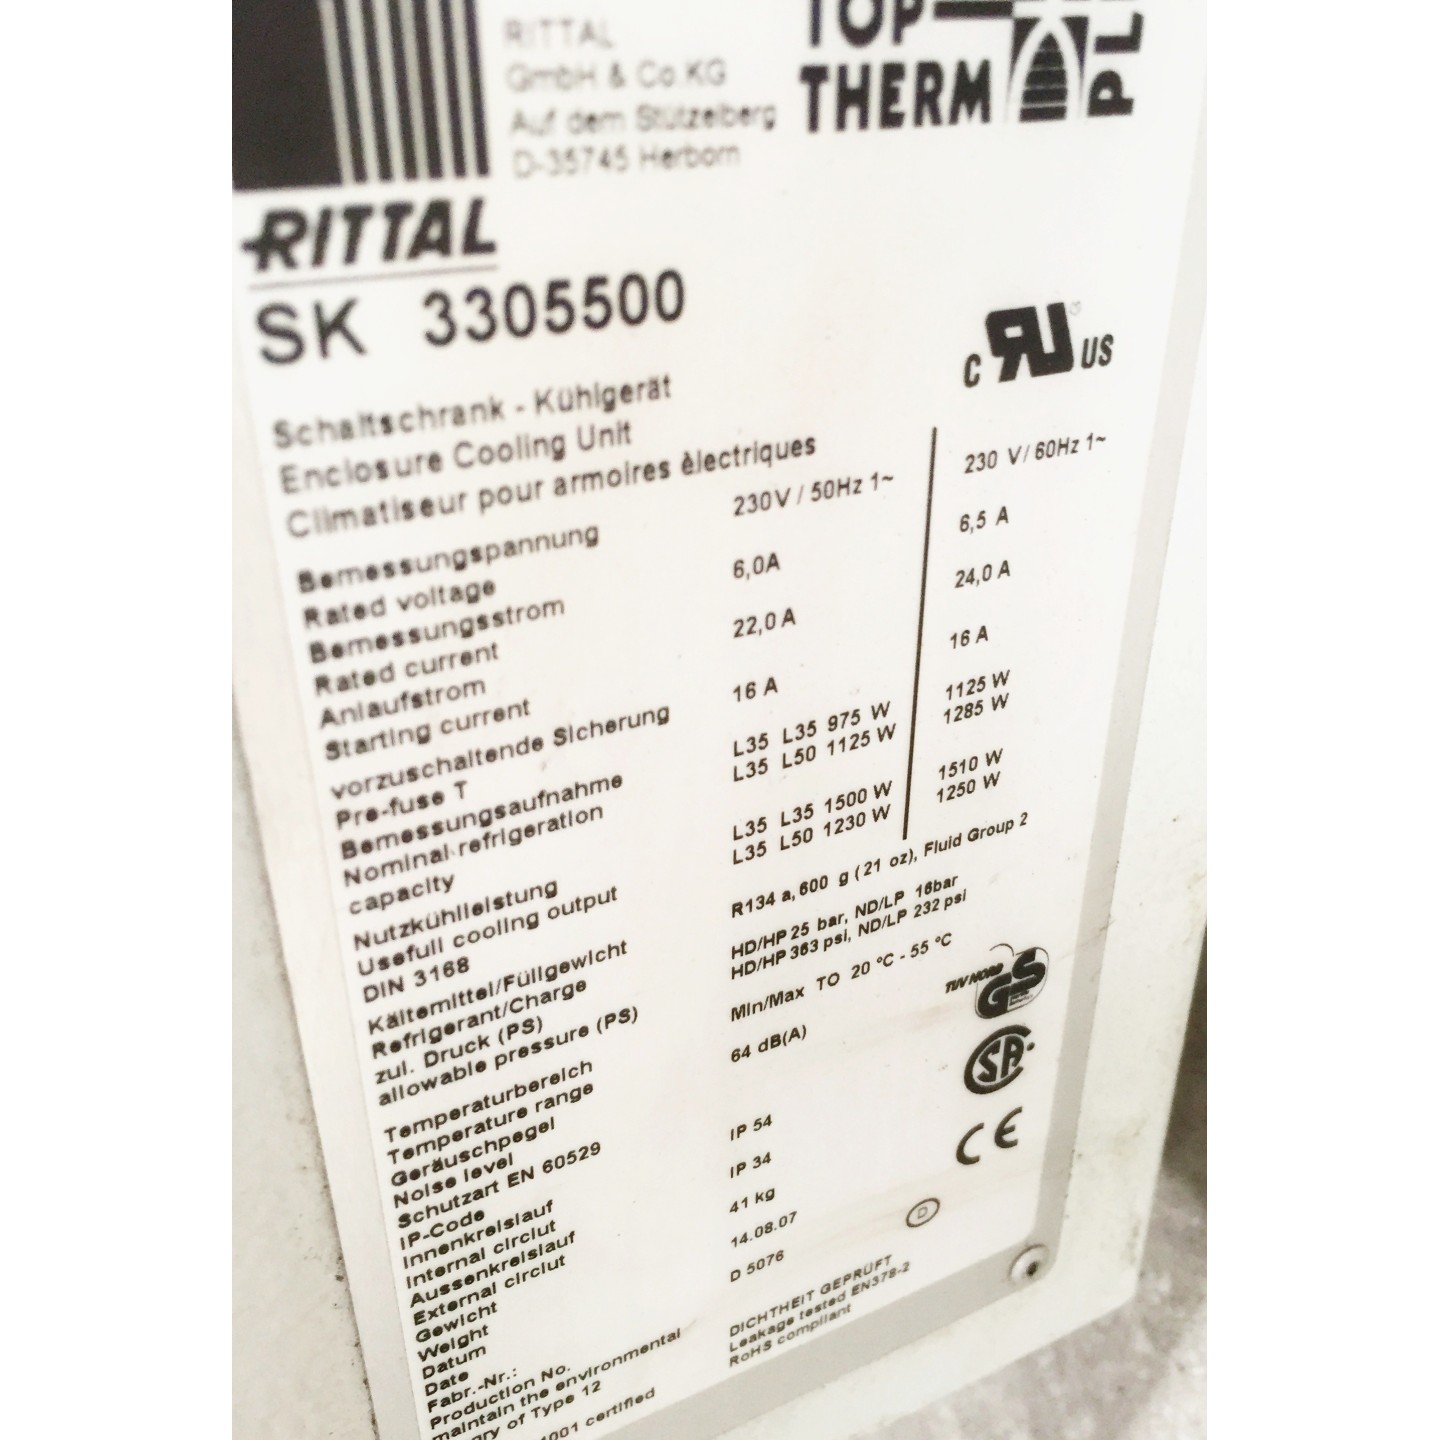 RITTAL
GmbH & Co.KG
Auf dem Stützelberg
D-35745 Herborn
TOP
THERM
PL
RITTAL
SK 3305500
C RU US
Schaltschrank - Kühlgerät
Enclosure Cooling Unit
Climatiseur pour armoires èlectriques
Bemessungspannung 230V / 50Hz 1~ 230 V/ 60Hz 1~
Rated voltage
Bemessungsstrom 6,0A 6,5 A
Rated current
Anlaufstrom 22,0 A 24,0 A
Starting current
vorzuschaltende Sicherung 16 A 16 A
Pre-fuse T
Bemessungsaufnahme L35 L35 975 W 1125 W
Nominal refrigeration L35 L50 1125 W 1285 W
capacity
Nutzkühlleistung L35 L35 1500 W 1510 W
Usefull cooling output L35 L50 1230 W 1250 W
DIN 3168
Kältemittel/Füllgewicht R134 a, 600 g (21 oz), Fluid Group 2
Refrigerant/Charge
zul. Druck (PS) HD/HP 25 bar, ND/LP 16bar
allowable pressure (PS) HD/HP 363 psi, ND/LP 232 psi
Temperaturbereich Min/Max TO 20 °C - 55 °C
Temperature range
Geräuschpegel 64 dB(A)
Noise level
Schutzart EN 60529
IP-Code
Innenkreislauf IP 54
Internal circiut
Aussenkreislauf IP 34
External circiut
Gewicht 41 kg
Weight
Datum 14.08.07
Date
Fabr.-Nr.: D 5076
Production No.
maintain the environmental
of Type 12
certified
DICHTHEIT GEPRÜFT
Leakage tested EN378-2
RoHS compliant
TÜV NORD GS
SA
CE
D